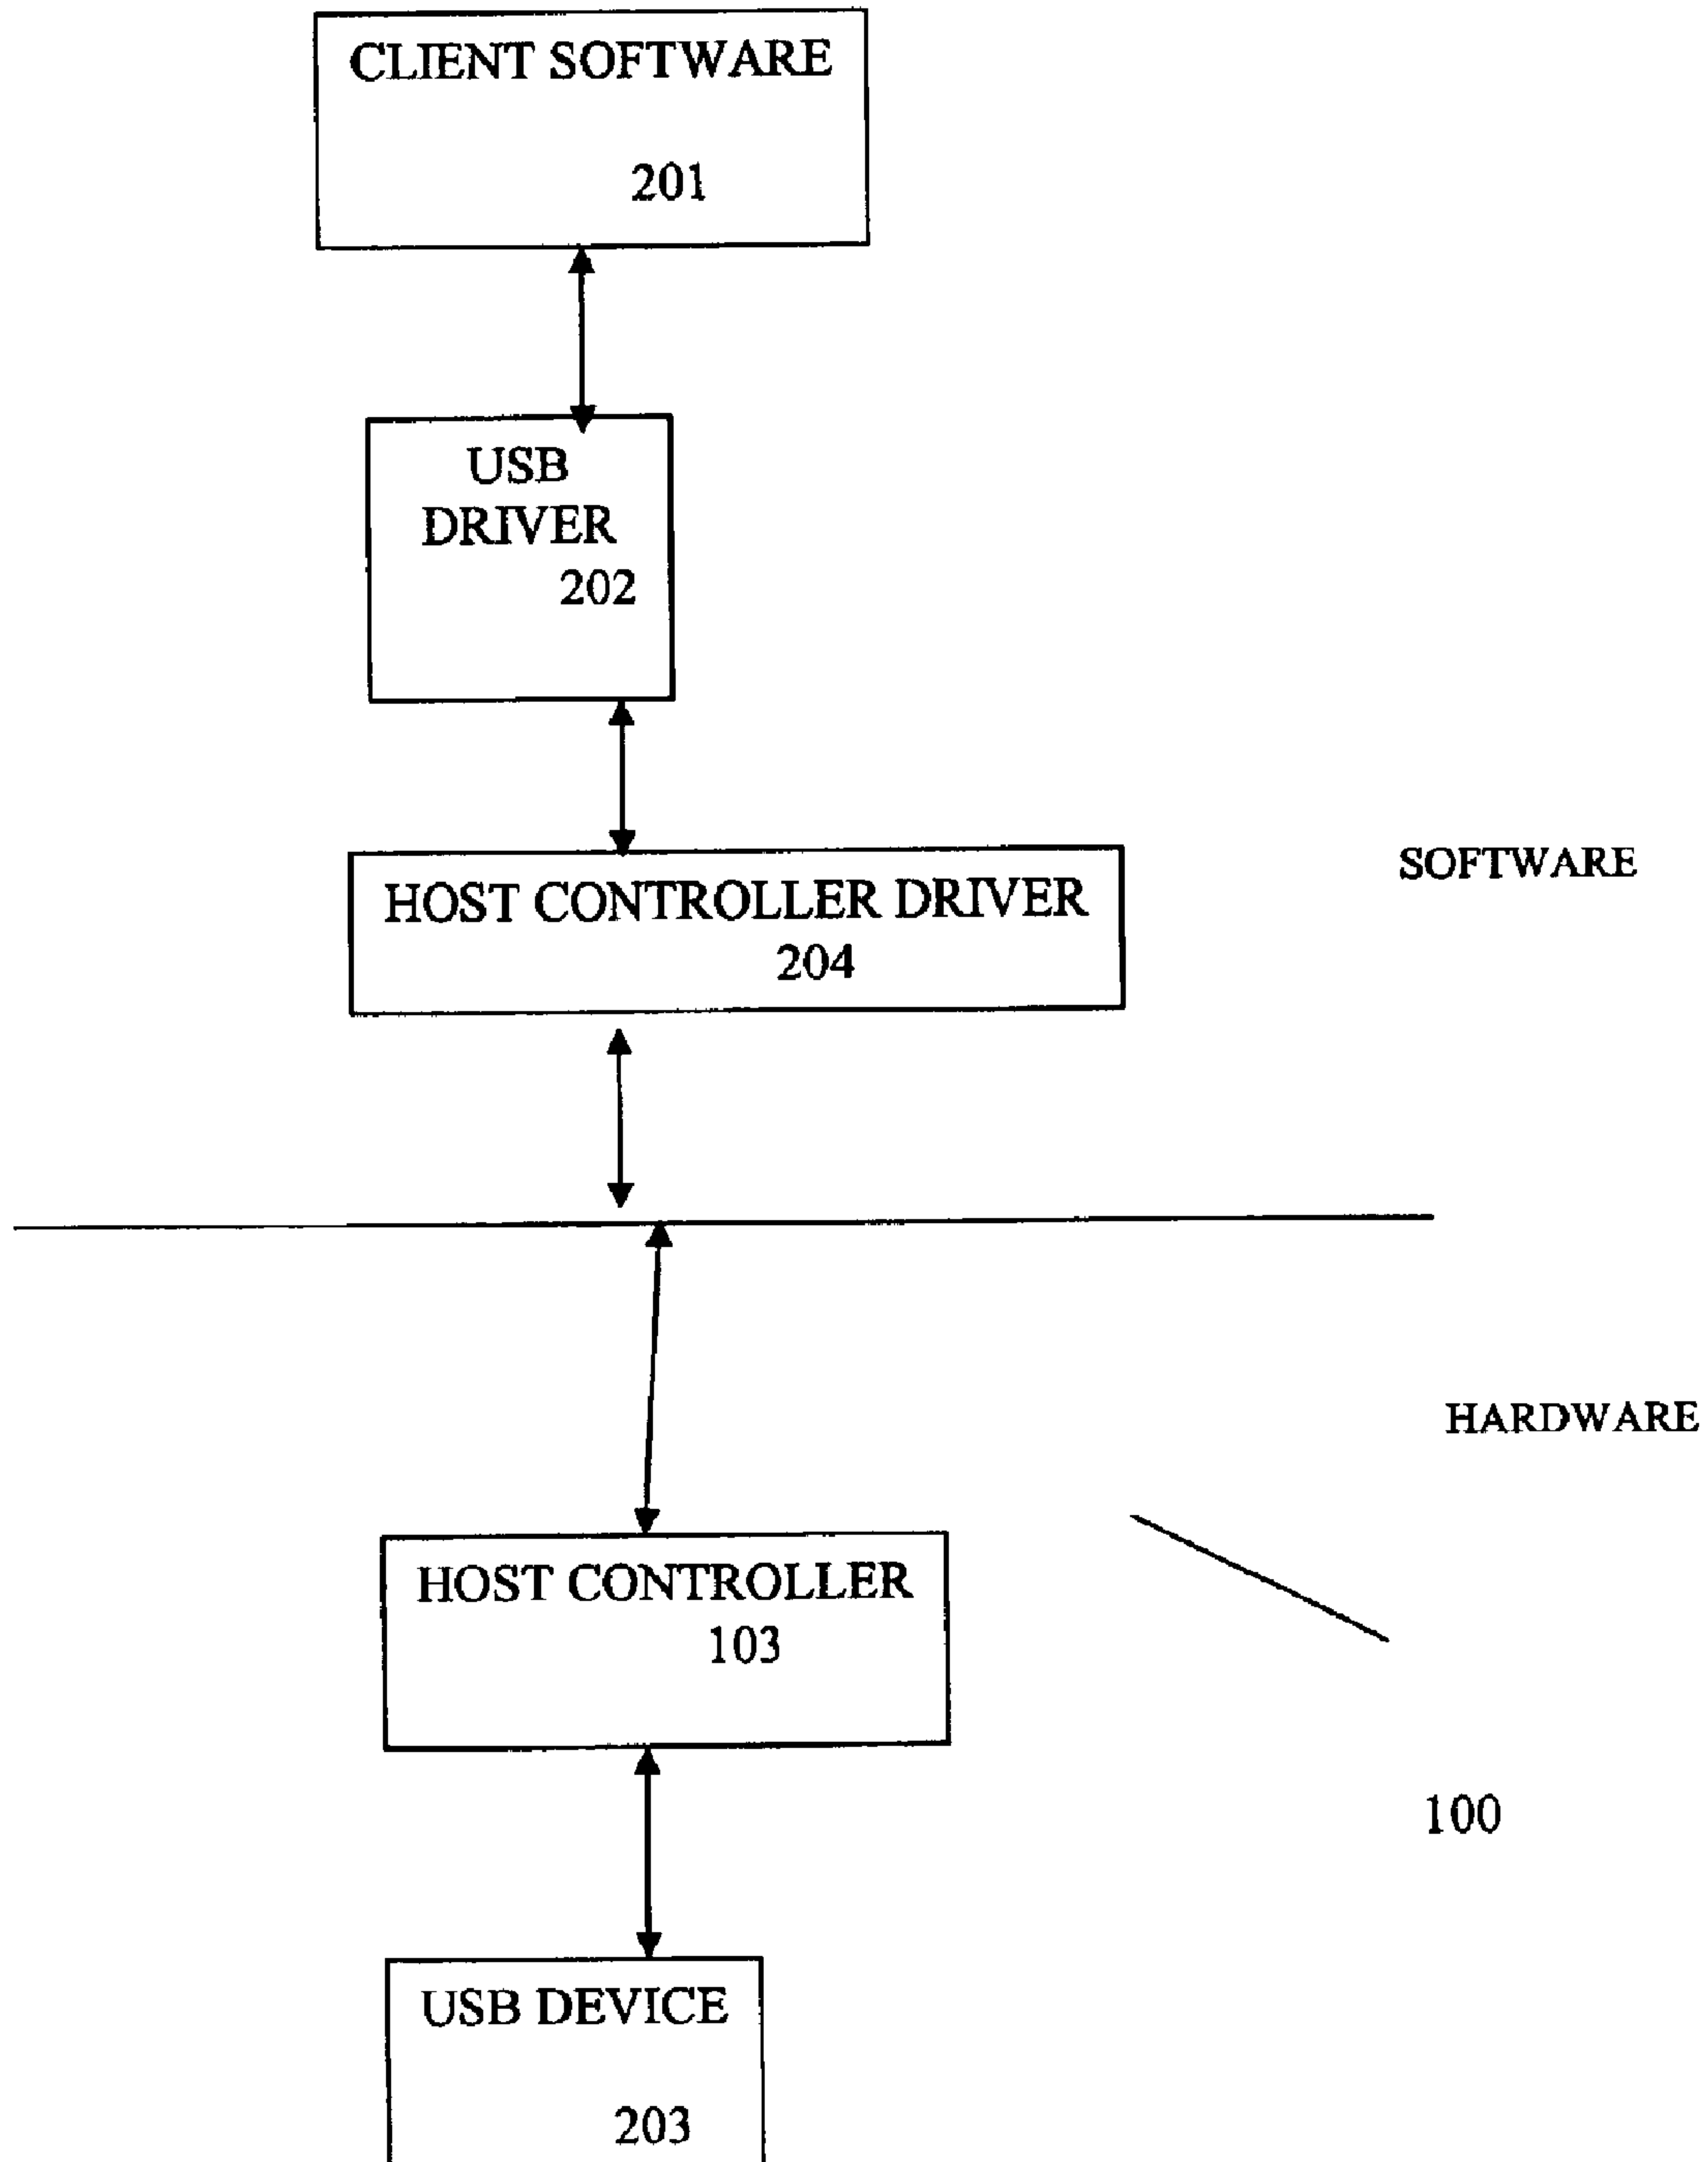 CLIENT SOFTWARE
201
USB
DRIVER
202
SOFTWARE
HOST CONTROLLER DRIVER
204
HARDWARE
HOST CONTROLLER
103
100
USB DEVICE
203